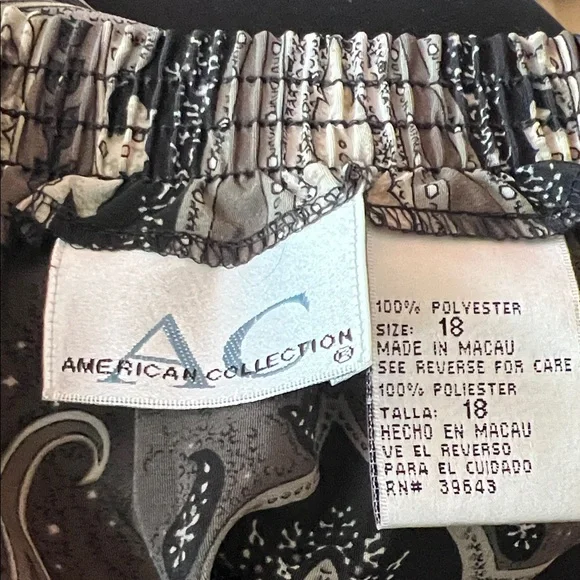 AC
AMERICAN COLLECTION®
100% POLYESTER
SIZE: 18
MADE IN MACAU
SEE REVERSE FOR CARE
100% POLIESTER
TALLA: 18
HECHO EN MACAU
VE EL REVERSO
PARA EL CUIDADO
RN# 39643